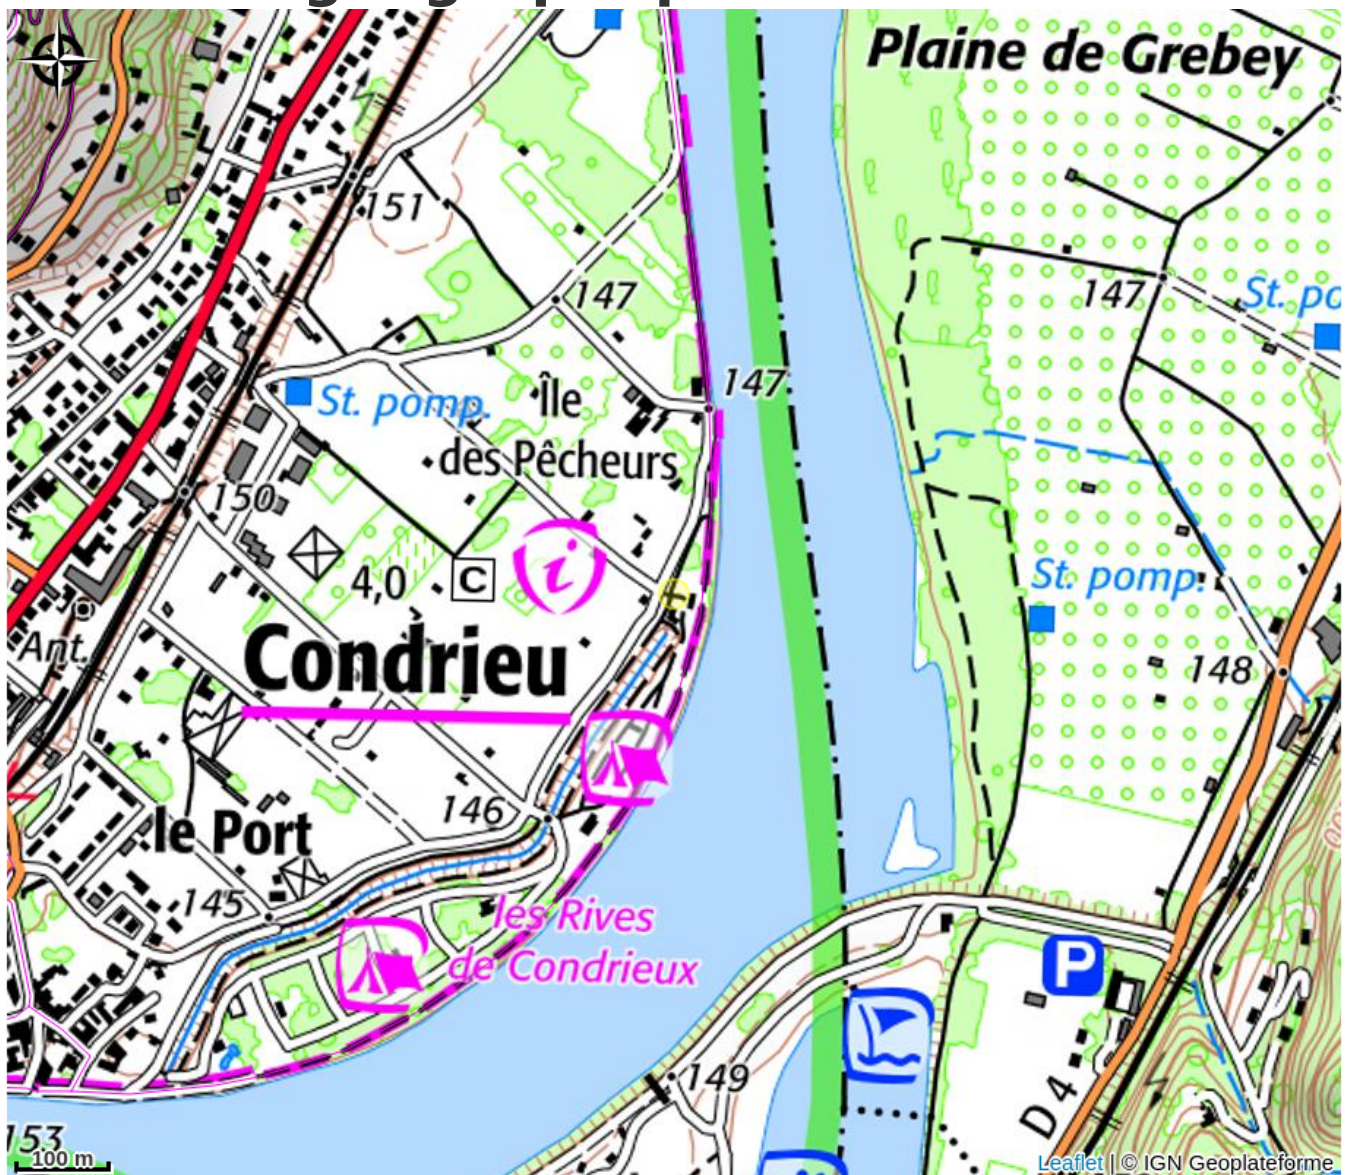 Plaine de Grebey
151
147
147
St. po
147
St. pomp.
Île
des Pêcheurs
150
4,0
C
i
St. pomp.
Ant.
Condrieu
148
146
le Port
145
les Rives
de Condrieux
P
149
D 4
153
100 m
Leaflet | © IGN Geoplateforme